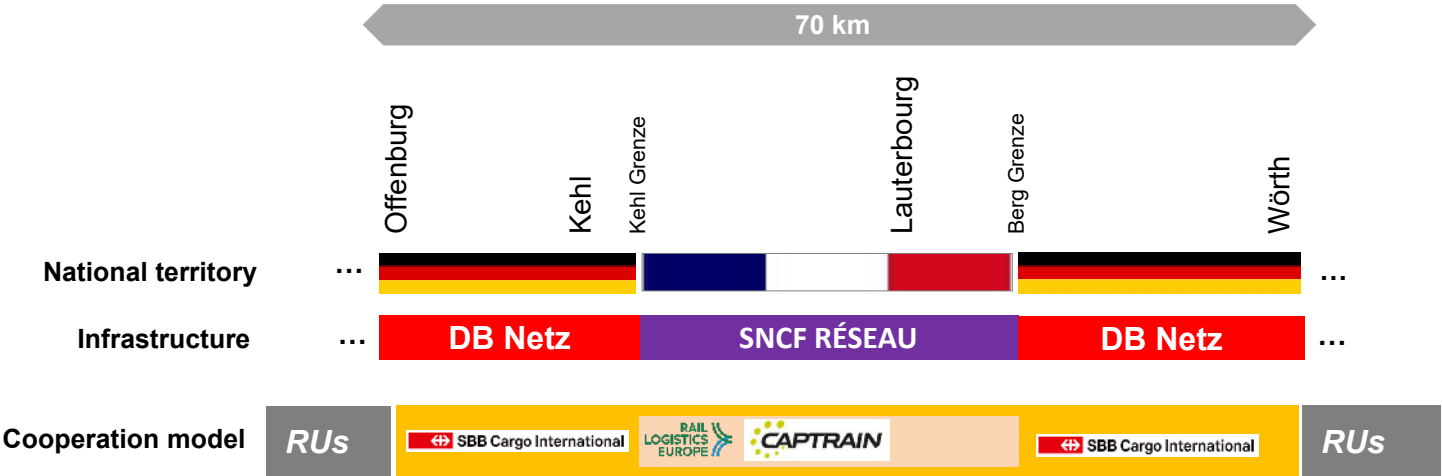 70 km
Offenburg
Kehl
Kehl Grenze
Lauterbourg
Berg Grenze
Wörth
National territory ... ...
Infrastructure ... DB Netz SNCF RÉSEAU DB Netz ...
Cooperation model RUs SBB Cargo International RAIL LOGISTICS EUROPE CAPTRAIN SBB Cargo International RUs